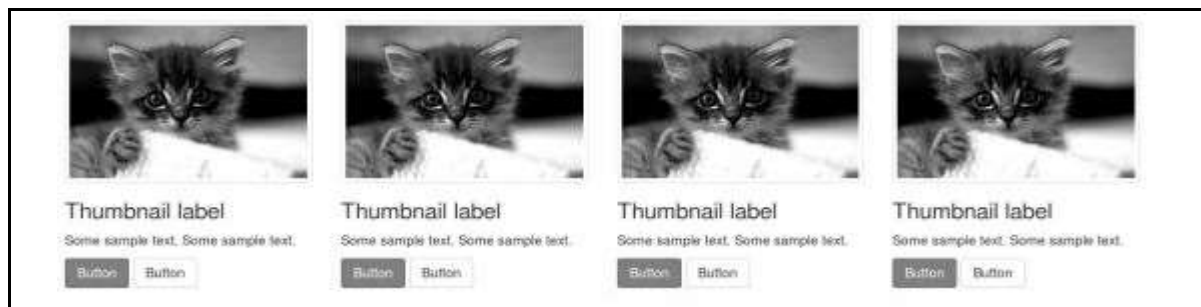 Thumbnail label Thumbnail label Thumbnail label Thumbnail label
Some sample text. Some sample text. Some sample text. Some sample text. Some sample text. Some sample text. Some sample text. Some sample text.
Button Button Button Button Button Button Button Button